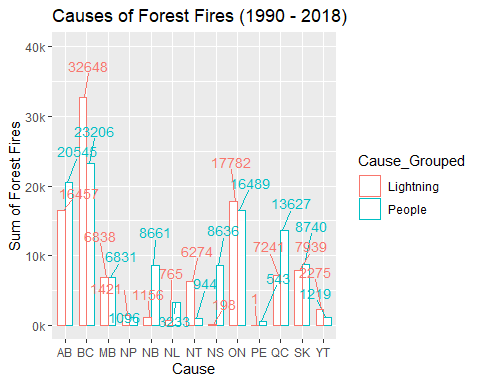 Causes of Forest Fires (1990 - 2018)
40k
30k
20k
10k
0k
Sum of Forest Fires
32648
23206
20545
16457
17782
16489
13627
8661
8636
8740
6838
6831
6274
7241
7939
1421
1096
1156
765
3233
944
198
1
543
2275
1219
AB BC MB NP NB NL NT NS ON PE QC SK YT
Cause
Cause_Grouped
Lightning
People